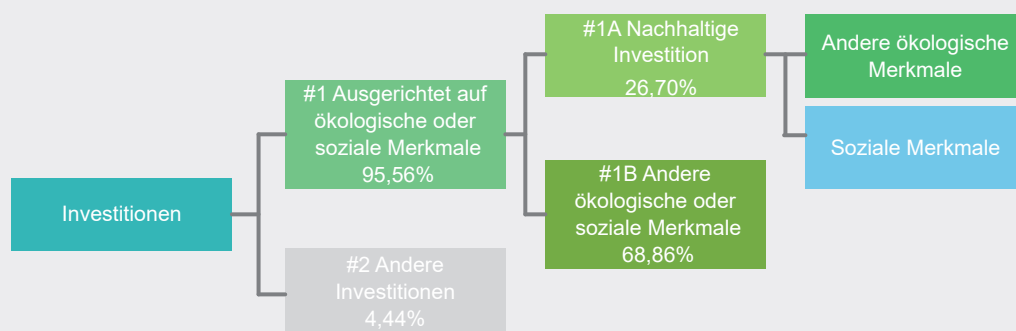 Investitionen
#1 Ausgerichtet auf
ökologische oder
soziale Merkmale
95,56%
#2 Andere
Investitionen
4,44%
#1A Nachhaltige
Investition
26,70%
#1B Andere
ökologische oder
soziale Merkmale
68,86%
Andere ökologische
Merkmale
Soziale Merkmale